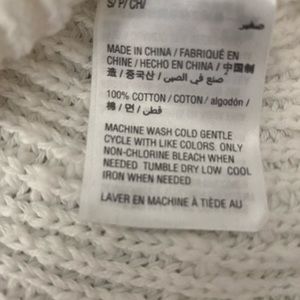 S/ P/ CH/
صغير
MADE IN CHINA / FABRIQUÉ EN
CHINE / HECHO EN CHINA / 中国
造 / 중국산 / صنع في الصين /
100% COTTON / COTON / algodón /
棉 / 면 / قطن /
MACHINE WASH COLD GENTLE
CYCLE WITH LIKE COLORS. ONLY
NON-CHLORINE BLEACH WHEN
NEEDED TUMBLE DRY LOW COOL
IRON WHEN NEEDED
LAVER EN MACHINE À TIÈDE AU